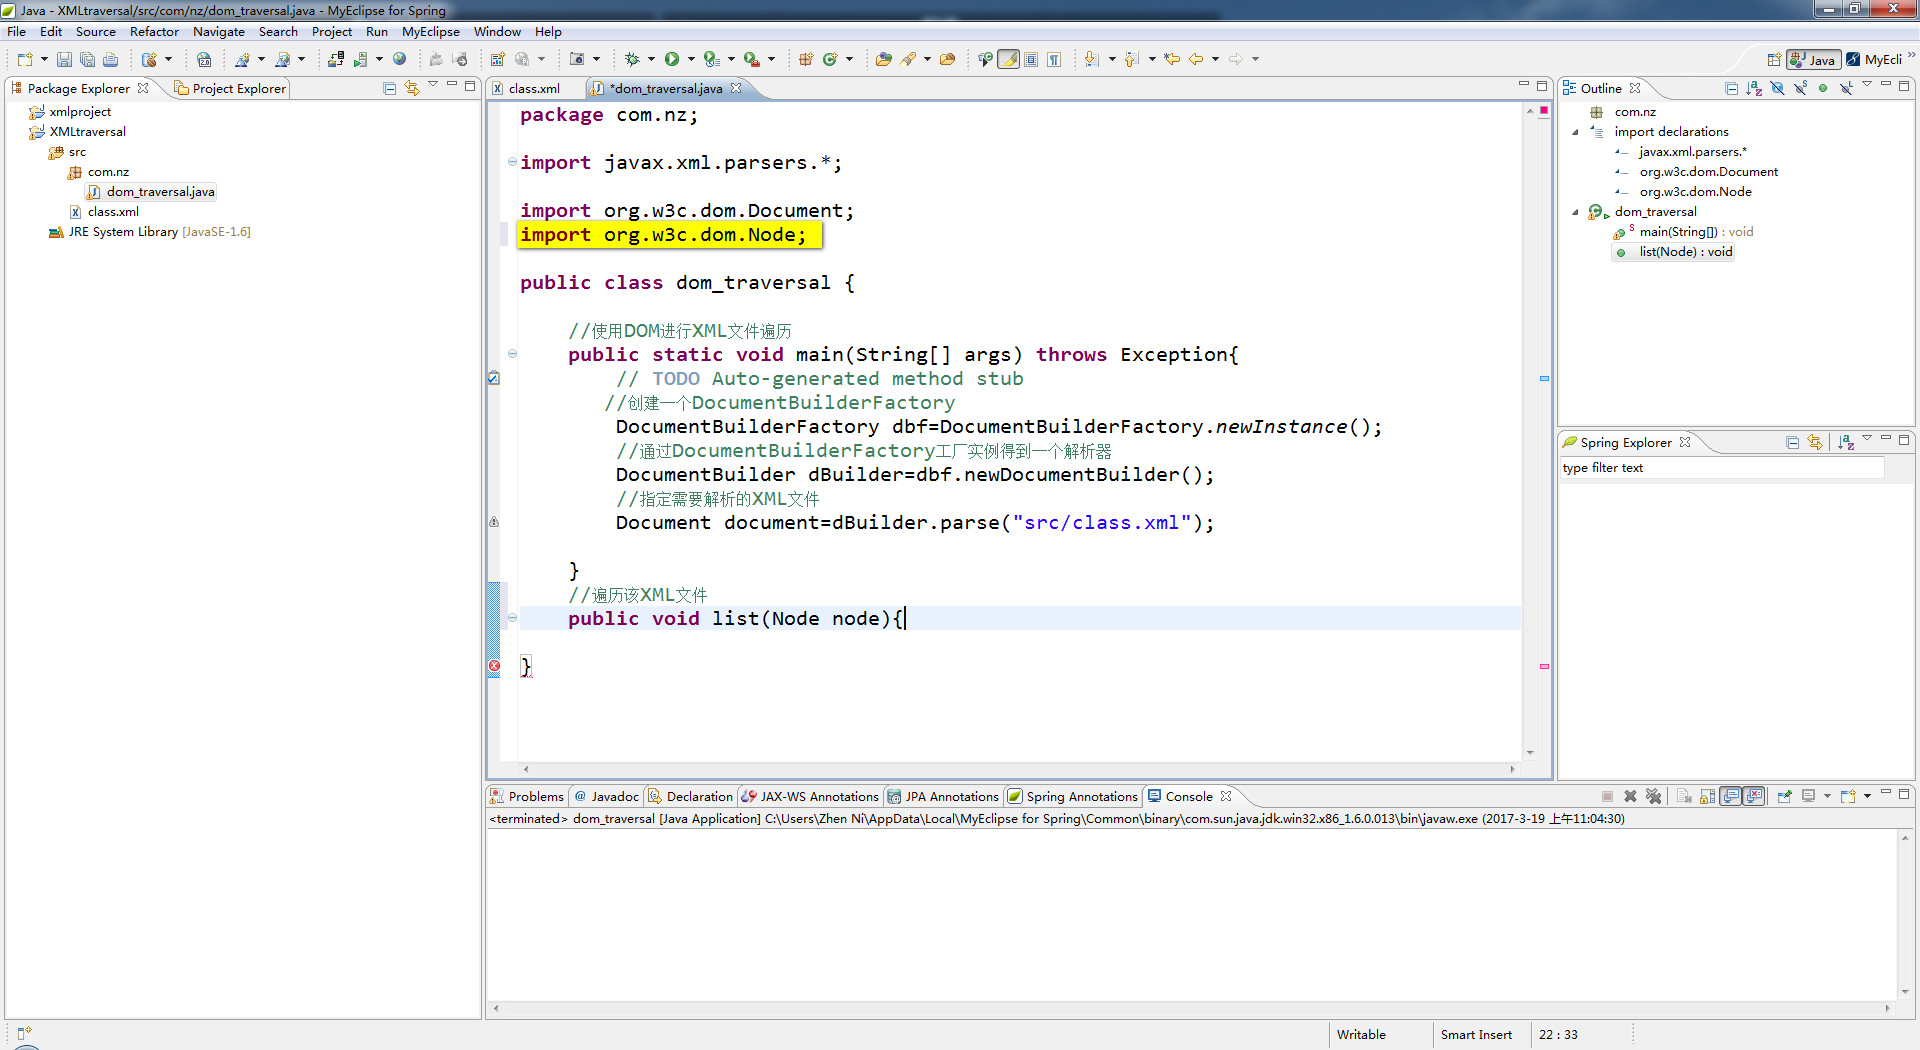 Java - XMLtraversal/src/com/nz/dom_traversal.java - MyEclipse for Spring
File Edit Source Refactor Navigate Search Project Run MyEclipse Window Help
Java MyEcli
Package Explorer Project Explorer
xmlproject
XMLtraversal
src
com.nz
dom_traversal.java
class.xml
JRE System Library [JavaSE-1.6]
class.xml *dom_traversal.java
package com.nz;
import javax.xml.parsers.*;
import org.w3c.dom.Document;
import org.w3c.dom.Node;
public class dom_traversal {
//使用DOM进行XML文件遍历
public static void main(String[] args) throws Exception{
// TODO Auto-generated method stub
//创建一个DocumentBuilderFactory
DocumentBuilderFactory dbf=DocumentBuilderFactory.newInstance();
//通过DocumentBuilderFactory工厂实例得到一个解析器
DocumentBuilder dBuilder=dbf.newDocumentBuilder();
//指定需要解析的XML文件
Document document=dBuilder.parse("src/class.xml");
}
//遍历该XML文件
public void list(Node node){
}
Outline
com.nz
import declarations
javax.xml.parsers.*
org.w3c.dom.Document
org.w3c.dom.Node
dom_traversal
main(String[]) : void
list(Node) : void
Spring Explorer
type filter text
Problems Javadoc Declaration JAX-WS Annotations JPA Annotations Spring Annotations Console
<terminated> dom_traversal [Java Application] C:\Users\Zhen Ni\AppData\Local\MyEclipse for Spring\Common\binary\com.sun.java.jdk.win32.x86_1.6.0.013\bin\javaw.exe (2017-3-19 上午11:04:30)
Writable Smart Insert 22 : 33